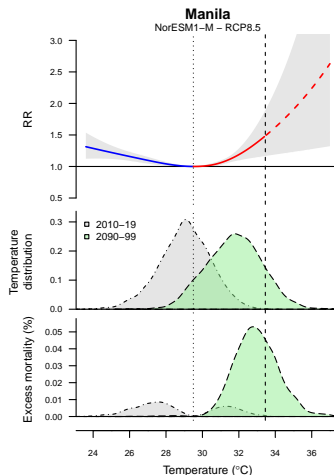 Manila
NorESM1−M − RCP8.5
3.0
2.5
2.0
1.5
1.0
0.5
RR
0.3
0.2
0.1
0.0
Temperature
distribution
2010−19
2090−99
0.05
0.04
0.03
0.02
0.01
0.00
Excess mortality (%)
24 26 28 30 32 34 36
Temperature (°C)